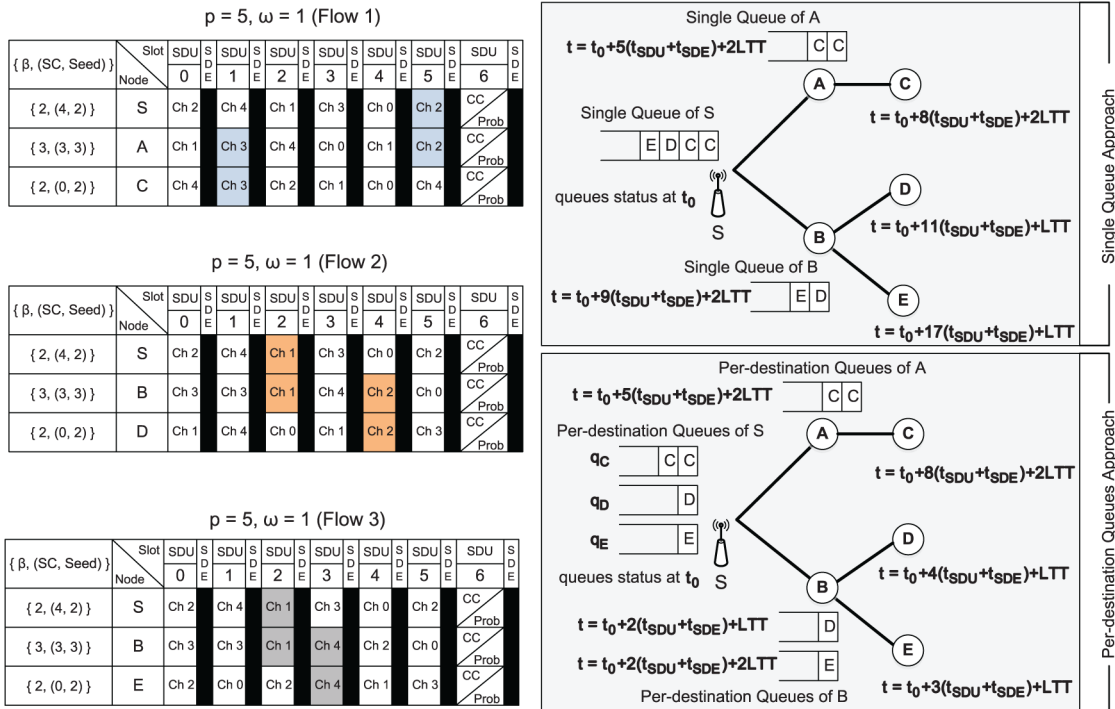 p = 5, ω = 1 (Flow 1)
{ β, (SC, Seed) } Slot Node SDU 0 SDE SDU 1 SDE SDU 2 SDE SDU 3 SDE SDU 4 SDE SDU 5 SDE SDU 6 SDE
{ 2, (4, 2) } S Ch 2 Ch 4 Ch 1 Ch 3 Ch 0 Ch 2 CC Prob
{ 3, (3, 3) } A Ch 1 Ch 3 Ch 4 Ch 0 Ch 1 Ch 2 CC Prob
{ 2, (0, 2) } C Ch 4 Ch 3 Ch 2 Ch 1 Ch 0 Ch 4 CC Prob
p = 5, ω = 1 (Flow 2)
{ β, (SC, Seed) } Slot Node SDU 0 SDE SDU 1 SDE SDU 2 SDE SDU 3 SDE SDU 4 SDE SDU 5 SDE SDU 6 SDE
{ 2, (4, 2) } S Ch 2 Ch 4 Ch 1 Ch 3 Ch 0 Ch 2 CC Prob
{ 3, (3, 3) } B Ch 3 Ch 3 Ch 1 Ch 4 Ch 2 Ch 0 CC Prob
{ 2, (0, 2) } D Ch 1 Ch 4 Ch 0 Ch 1 Ch 2 Ch 3 CC Prob
p = 5, ω = 1 (Flow 3)
{ β, (SC, Seed) } Slot Node SDU 0 SDE SDU 1 SDE SDU 2 SDE SDU 3 SDE SDU 4 SDE SDU 5 SDE SDU 6 SDE
{ 2, (4, 2) } S Ch 2 Ch 4 Ch 1 Ch 3 Ch 0 Ch 2 CC Prob
{ 3, (3, 3) } B Ch 3 Ch 3 Ch 1 Ch 4 Ch 2 Ch 0 CC Prob
{ 2, (0, 2) } E Ch 2 Ch 0 Ch 2 Ch 4 Ch 1 Ch 3 CC Prob
Single Queue of A
t = t0+5(tSDU+tSDE)+2LTT C C
A C
t = t0+8(tSDU+tSDE)+2LTT
Single Queue of S
E D C C
queues status at t0
S
D
t = t0+11(tSDU+tSDE)+LTT
B
Single Queue of B
t = t0+9(tSDU+tSDE)+2LTT E D
E
t = t0+17(tSDU+tSDE)+LTT
Single Queue Approach
Per-destination Queues of A
t = t0+5(tSDU+tSDE)+2LTT C C
A C
t = t0+8(tSDU+tSDE)+2LTT
Per-destination Queues of S
qC C C
qD D
qE E
queues status at t0
S
D
t = t0+4(tSDU+tSDE)+LTT
B
t = t0+2(tSDU+tSDE)+LTT D
t = t0+2(tSDU+tSDE)+2LTT E
E
t = t0+3(tSDU+tSDE)+LTT
Per-destination Queues of B
Per-destination Queues Approach